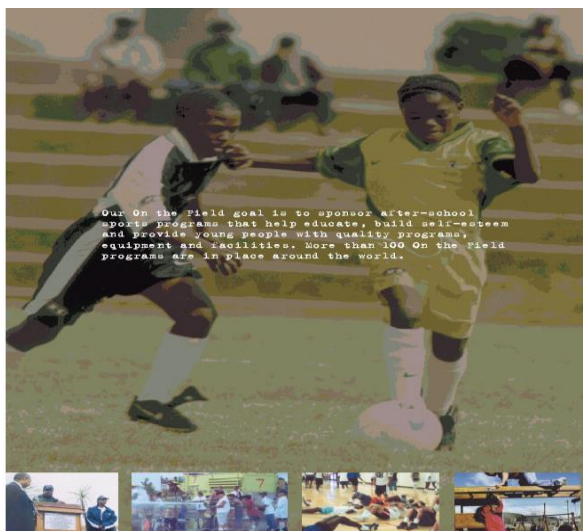 Our On the Field goal is to sponsor after-school
sports programs that help educate, build self-esteem
and provide young people with quality programs,
equipment and facilities. More than 100 On the Field
programs are in place around the world.